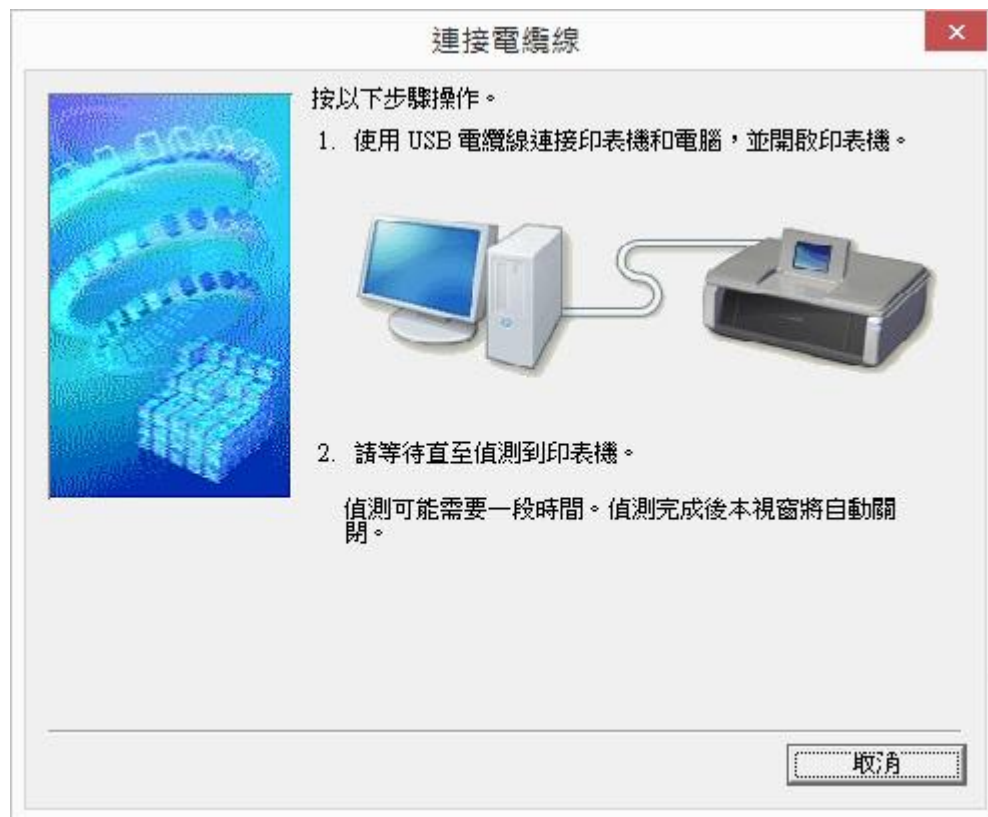 連接電纜線
按以下步驟操作。
1. 使用 USB 電纜線連接印表機和電腦，並開啟印表機。
2. 請等待直至偵測到印表機。
偵測可能需要一段時間。偵測完成後本視窗將自動關
閉。
取消